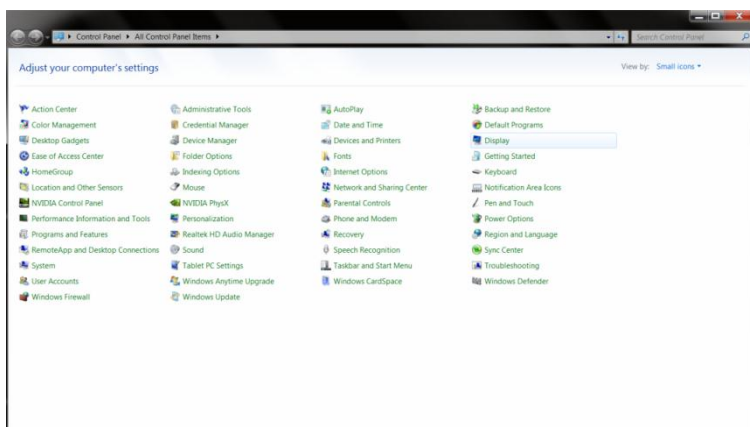 Control Panel All Control Panel Items Search Control Panel
Adjust your computer's settings View by: Small icons
Action Center Administrative Tools AutoPlay Backup and Restore
Color Management Credential Manager Date and Time Default Programs
Desktop Gadgets Device Manager Devices and Printers Display
Ease of Access Center Folder Options Fonts Getting Started
HomeGroup Indexing Options Internet Options Keyboard
Location and Other Sensors Mouse Network and Sharing Center Notification Area Icons
NVIDIA Control Panel NVIDIA PhysX Parental Controls Pen and Touch
Performance Information and Tools Personalization Phone and Modem Power Options
Programs and Features Realtek HD Audio Manager Recovery Region and Language
RemoteApp and Desktop Connections Sound Speech Recognition Sync Center
System Tablet PC Settings Taskbar and Start Menu Troubleshooting
User Accounts Windows Anytime Upgrade Windows CardSpace Windows Defender
Windows Firewall Windows Update